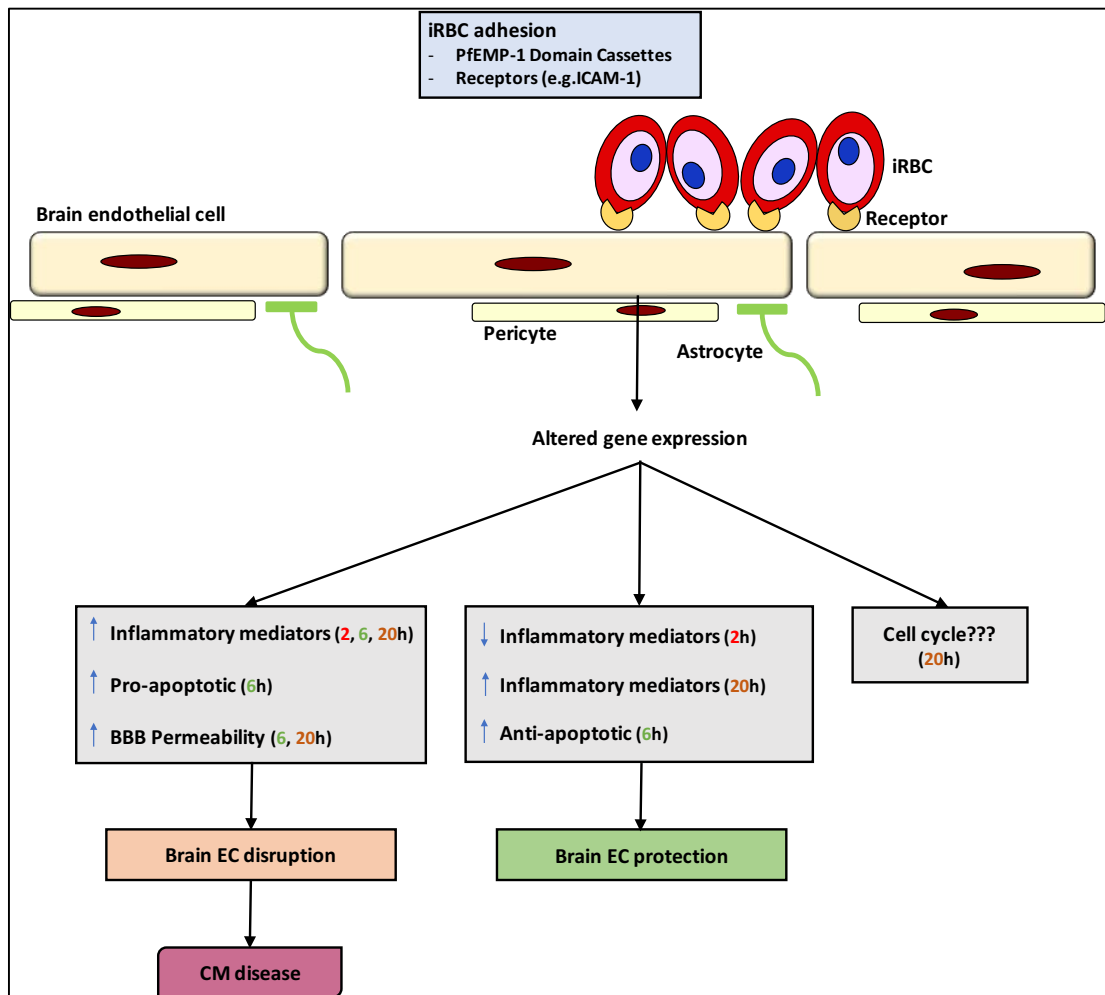 iRBC adhesion
- PfEMP-1 Domain Cassettes
- Receptors (e.g.ICAM-1)
iRBC
Brain endothelial cell
Receptor
Pericyte
Astrocyte
Altered gene expression
Inflammatory mediators (2, 6, 20h)
Pro-apoptotic (6h)
BBB Permeability (6, 20h)
Inflammatory mediators (2h)
Inflammatory mediators (20h)
Anti-apoptotic (6h)
Cell cycle???
(20h)
Brain EC disruption
Brain EC protection
CM disease